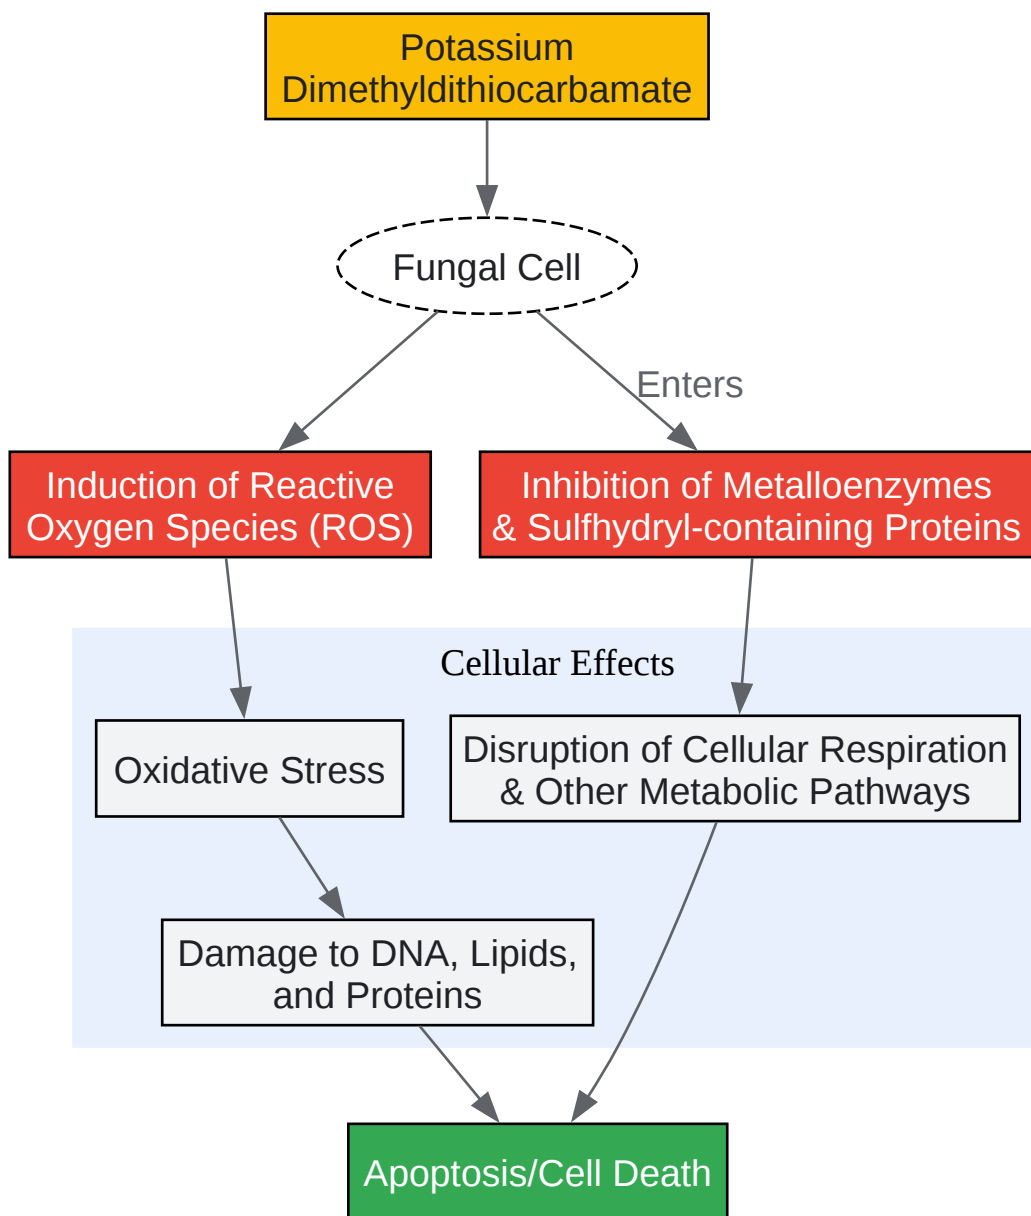 Potassium
Dimethyldithiocarbamate
Fungal Cell
Enters
Induction of Reactive
Oxygen Species (ROS)
Inhibition of Metalloenzymes
& Sulfhydryl-containing Proteins
Cellular Effects
Oxidative Stress
Disruption of Cellular Respiration
& Other Metabolic Pathways
Damage to DNA, Lipids,
and Proteins
Apoptosis/Cell Death